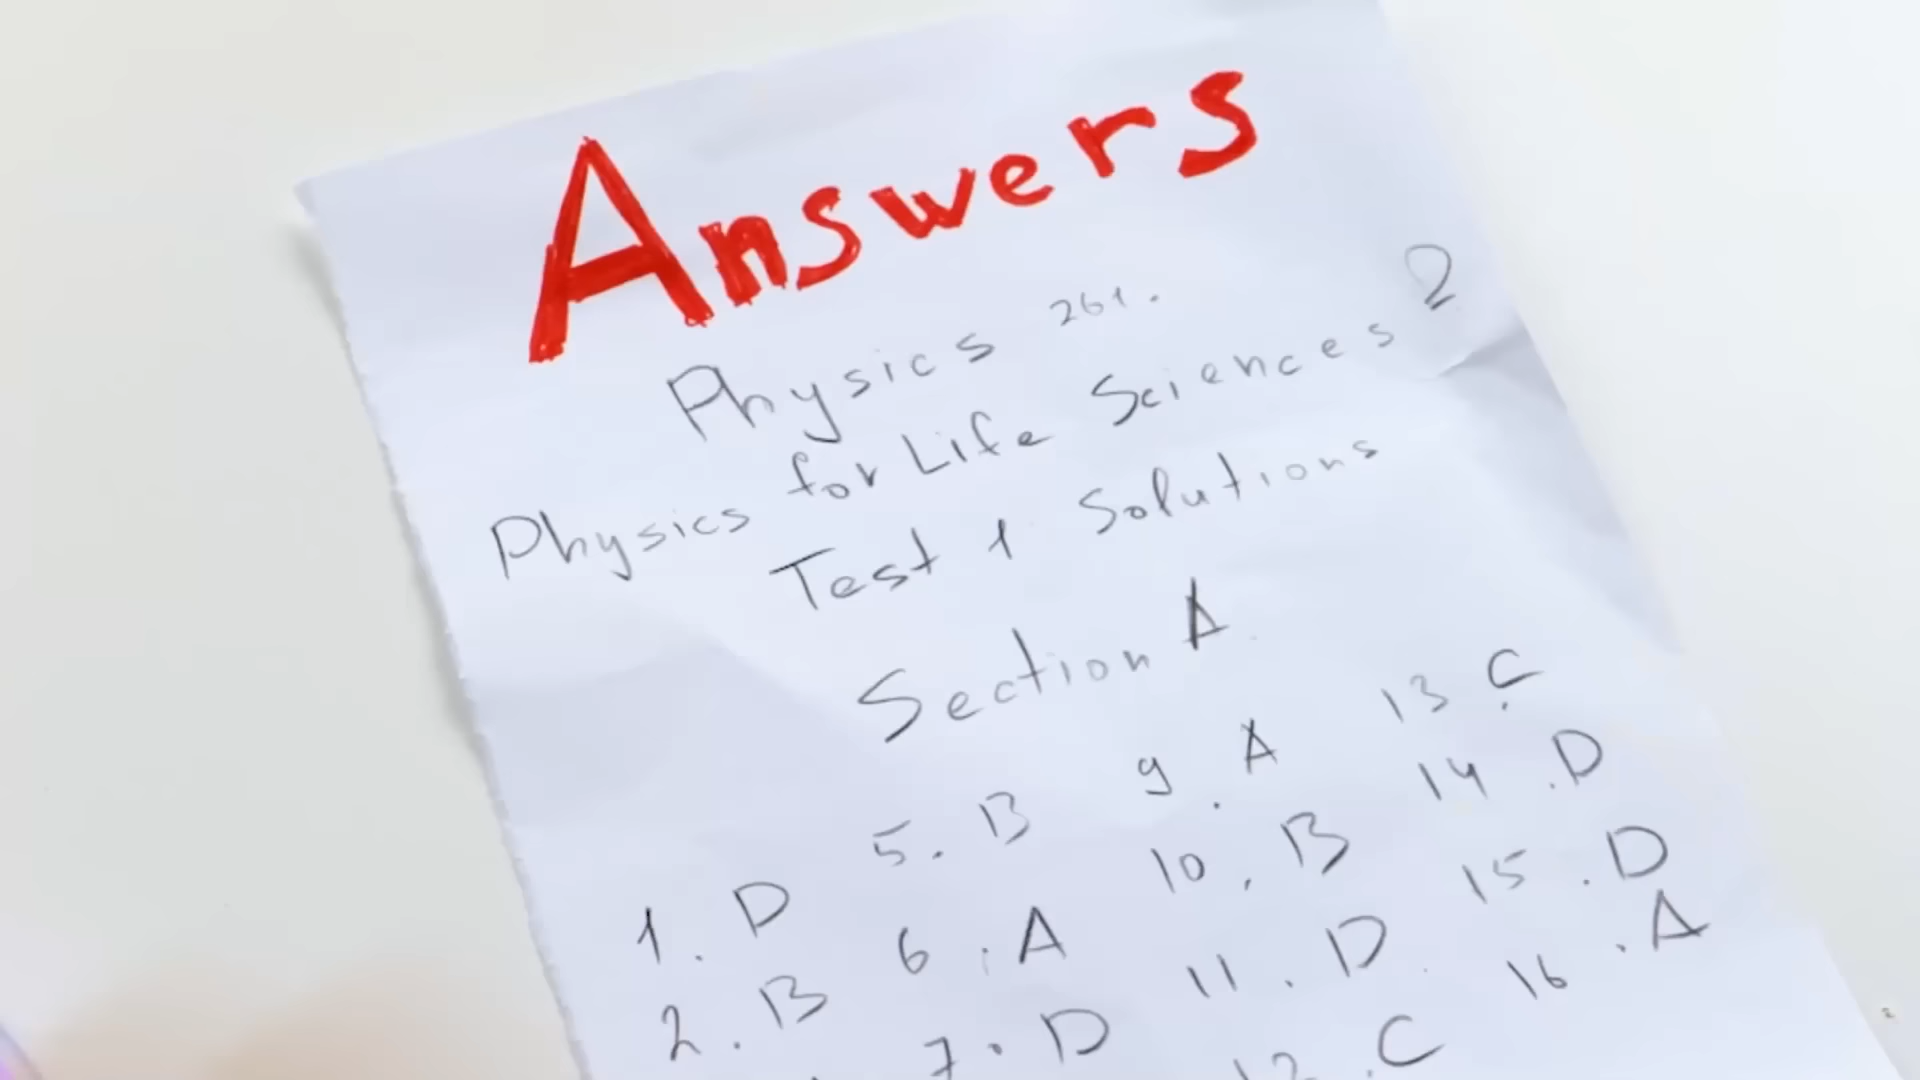 Answers
Physics 261.
Physics for Life Sciences 2
Test 1 Solutions
Section A
1. D 5. B 9. A 13. C
2. B 6. A 10. B 14. D
7. D 11. D 15. D
12. C 16. A